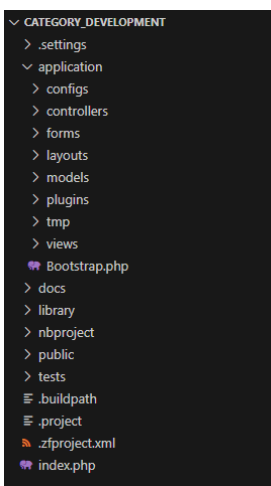 CATEGORY_DEVELOPMENT
.settings
application
configs
controllers
forms
layouts
models
plugins
tmp
views
Bootstrap.php
docs
library
nbproject
public
tests
.buildpath
.project
.zfproject.xml
index.php